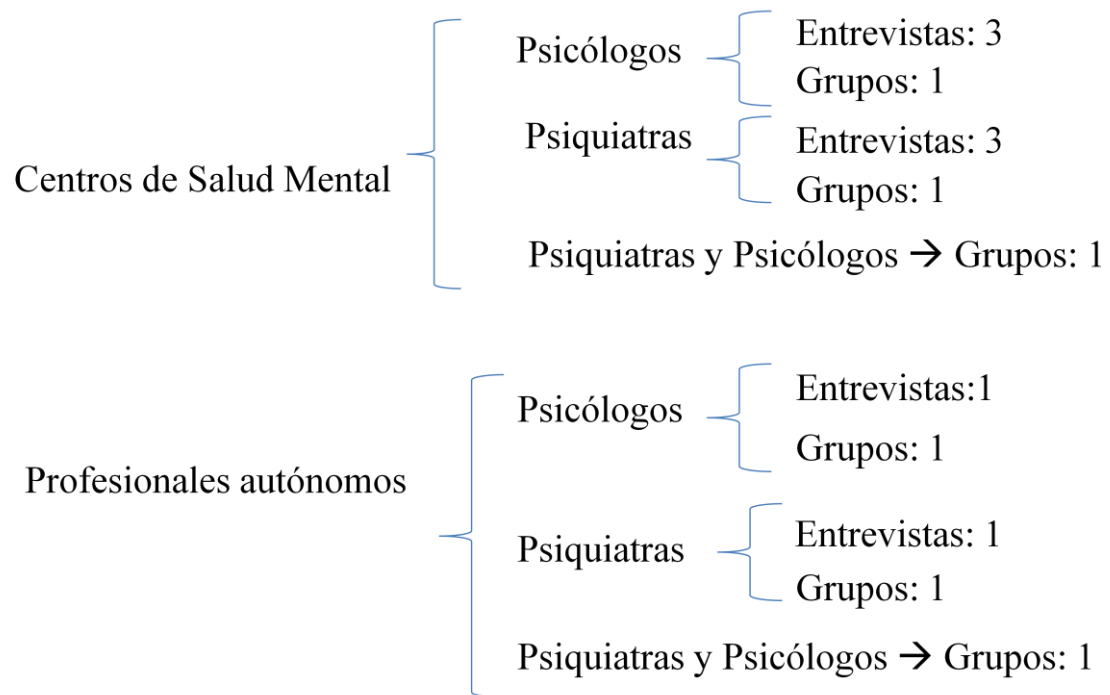 Centros de Salud Mental
Psicólogos
Entrevistas: 3
Grupos: 1
Psiquiatras
Entrevistas: 3
Grupos: 1
Psiquiatras y Psicólogos → Grupos: 1
Profesionales autónomos
Psicólogos
Entrevistas:1
Grupos: 1
Psiquiatras
Entrevistas: 1
Grupos: 1
Psiquiatras y Psicólogos → Grupos: 1